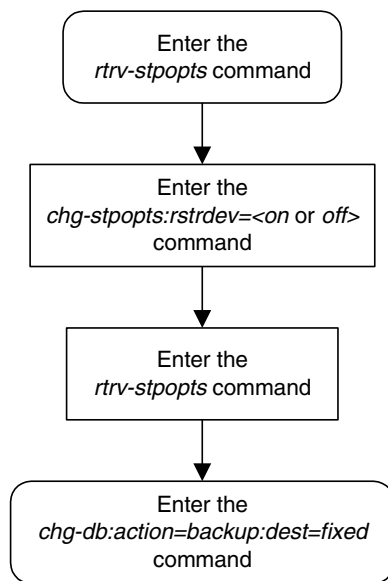 Enter the
rtrv-stpopts command
Enter the
chg-stpopts:rstrdev=<on or off>
command
Enter the
rtrv-stpopts command
Enter the
chg-db:action=backup:dest=fixed
command